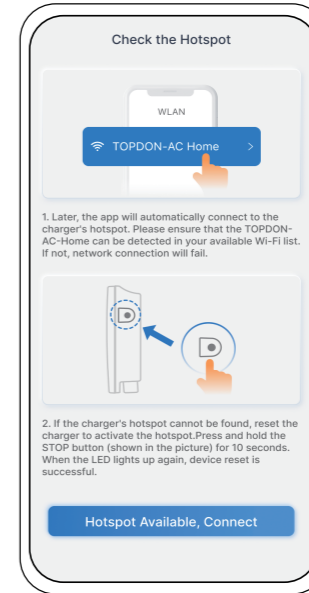 Check the Hotspot
WLAN
TOPDON-AC Home
1. Later, the app will automatically connect to the
charger's hotspot. Please ensure that the TOPDON-
AC-Home can be detected in your available Wi-Fi list.
If not, network connection will fail.
2. If the charger's hotspot cannot be found, reset the
charger to activate the hotspot.Press and hold the
STOP button (shown in the picture) for 10 seconds.
When the LED lights up again, device reset is
successful.
Hotspot Available, Connect